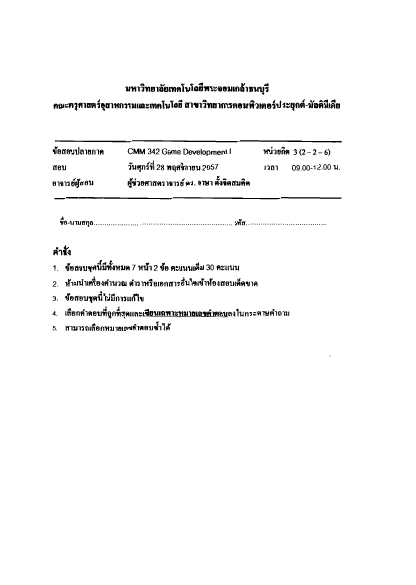 มหาวิทยาลัยเทคโนโลยีพระจอมเกล้าธนบุรี
คณะครุศาสตร์อุตสาหกรรมและเทคโนโลยี สาขาวิทยาการคอมพิวเตอร์ประยุกต์-มัลติมีเดีย
ข้อสอบปลายภาค CMM 342 Game Development I หน่วยกิต 3 (2-2-6)
สอบ วันศุกร์ที่ 28 พฤศจิกายน 2557 เวลา 09.00-12.00 น.
อาจารย์ผู้สอน ผู้ช่วยศาสตราจารย์ ดร. จาษา ตั้งจิตสมคิด
ชื่อ-นามสกุล............................................................ รหัส..............................
คำสั่ง
1. ข้อสอบชุดนี้มีทั้งหมด 7 หน้า 2 ข้อ คะแนนเต็ม 30 คะแนน
2. ห้ามนำเครื่องคำนวณ ตำราหรือเอกสารอื่นใดเข้าห้องสอบเด็ดขาด
3. ข้อสอบชุดนี้ไม่มีการแก้ไข
4. เลือกคำตอบที่ถูกที่สุดและเขียนเฉพาะหมายเลขคำตอบลงในกระดาษคำถาม
5. สามารถเลือกหมายเลขคำตอบซ้ำได้